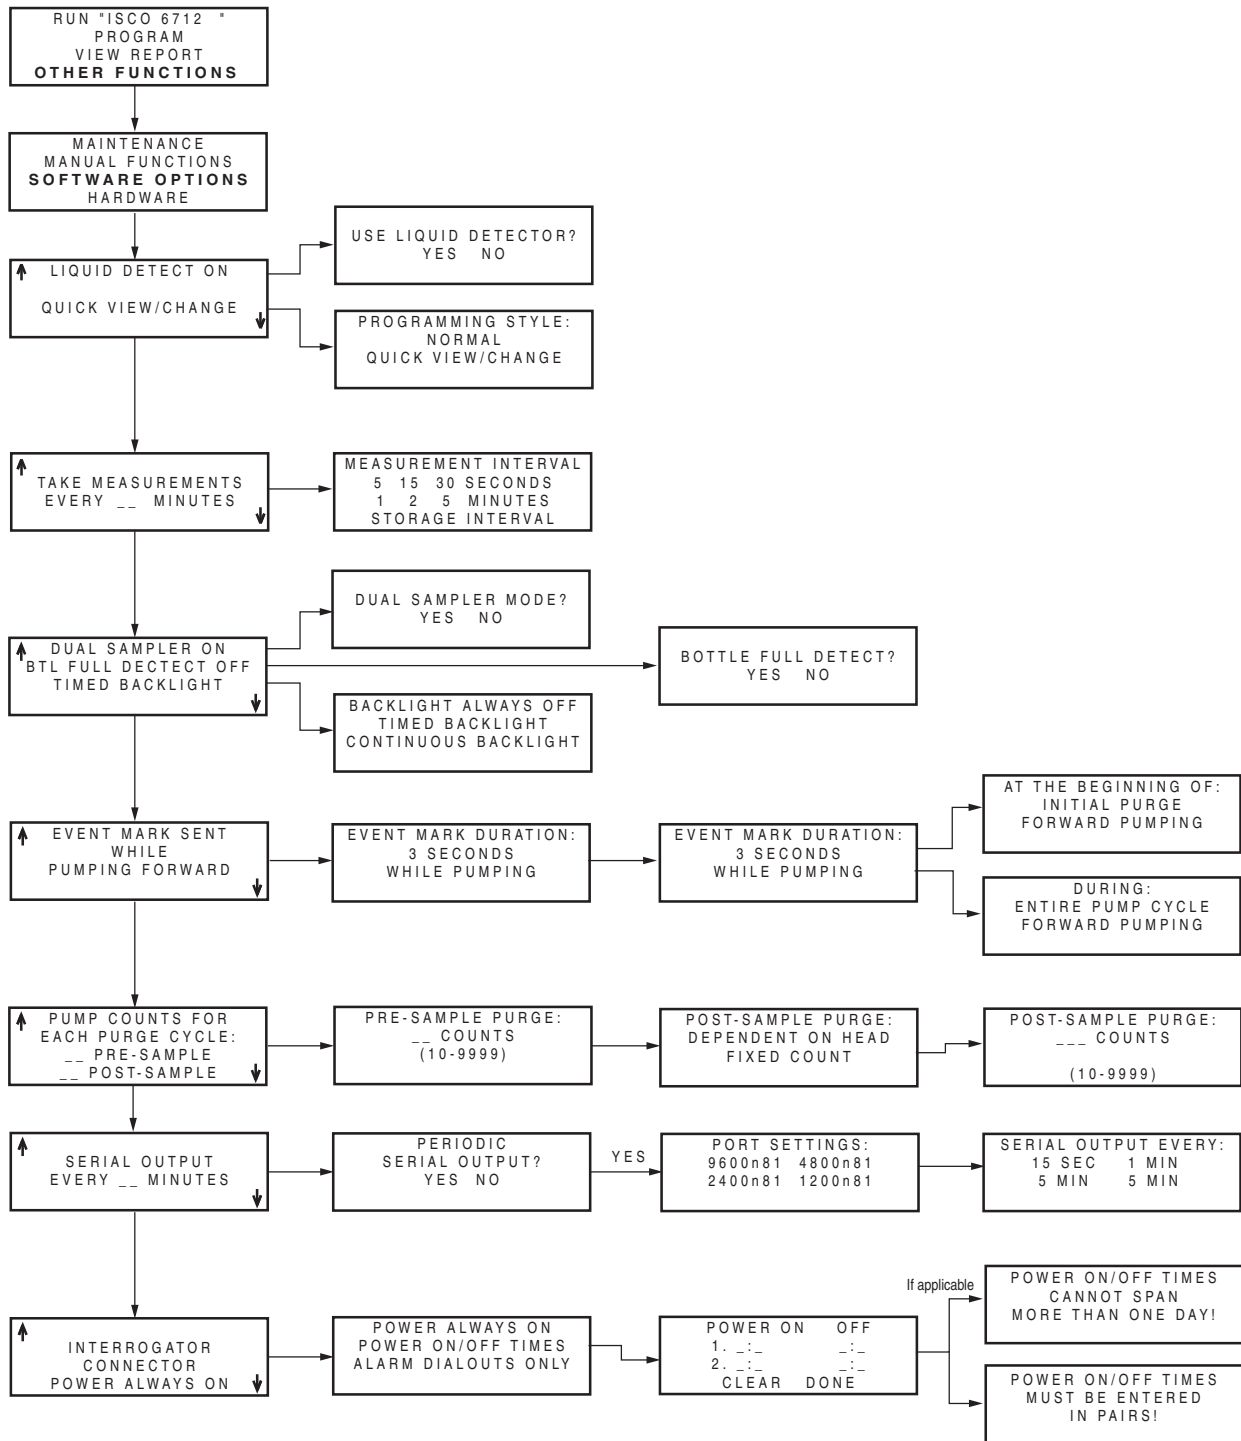 RUN "ISCO 6712 "
PROGRAM
VIEW REPORT
OTHER FUNCTIONS
MAINTENANCE
MANUAL FUNCTIONS
SOFTWARE OPTIONS
HARDWARE
LIQUID DETECT ON
QUICK VIEW/CHANGE
USE LIQUID DETECTOR?
YES NO
PROGRAMMING STYLE:
NORMAL
QUICK VIEW/CHANGE
TAKE MEASUREMENTS
EVERY __ MINUTES
MEASUREMENT INTERVAL
5 15 30 SECONDS
1 2 5 MINUTES
STORAGE INTERVAL
DUAL SAMPLER ON
BTL FULL DECTECT OFF
TIMED BACKLIGHT
DUAL SAMPLER MODE?
YES NO
BOTTLE FULL DETECT?
YES NO
BACKLIGHT ALWAYS OFF
TIMED BACKLIGHT
CONTINUOUS BACKLIGHT
EVENT MARK SENT
WHILE
PUMPING FORWARD
EVENT MARK DURATION:
3 SECONDS
WHILE PUMPING
EVENT MARK DURATION:
3 SECONDS
WHILE PUMPING
AT THE BEGINNING OF:
INITIAL PURGE
FORWARD PUMPING
DURING:
ENTIRE PUMP CYCLE
FORWARD PUMPING
PUMP COUNTS FOR
EACH PURGE CYCLE:
__ PRE-SAMPLE
__ POST-SAMPLE
PRE-SAMPLE PURGE:
__ COUNTS
(10-9999)
POST-SAMPLE PURGE:
DEPENDENT ON HEAD
FIXED COUNT
POST-SAMPLE PURGE:
___ COUNTS
(10-9999)
SERIAL OUTPUT
EVERY __ MINUTES
PERIODIC
SERIAL OUTPUT?
YES NO
YES
PORT SETTINGS:
9600n81 4800n81
2400n81 1200n81
SERIAL OUTPUT EVERY:
15 SEC 1 MIN
5 MIN 5 MIN
INTERROGATOR
CONNECTOR
POWER ALWAYS ON
POWER ALWAYS ON
POWER ON/OFF TIMES
ALARM DIALOUTS ONLY
POWER ON OFF
1. _:_ _:_
2. _:_ _:_
CLEAR DONE
If applicable
POWER ON/OFF TIMES
CANNOT SPAN
MORE THAN ONE DAY!
POWER ON/OFF TIMES
MUST BE ENTERED
IN PAIRS!